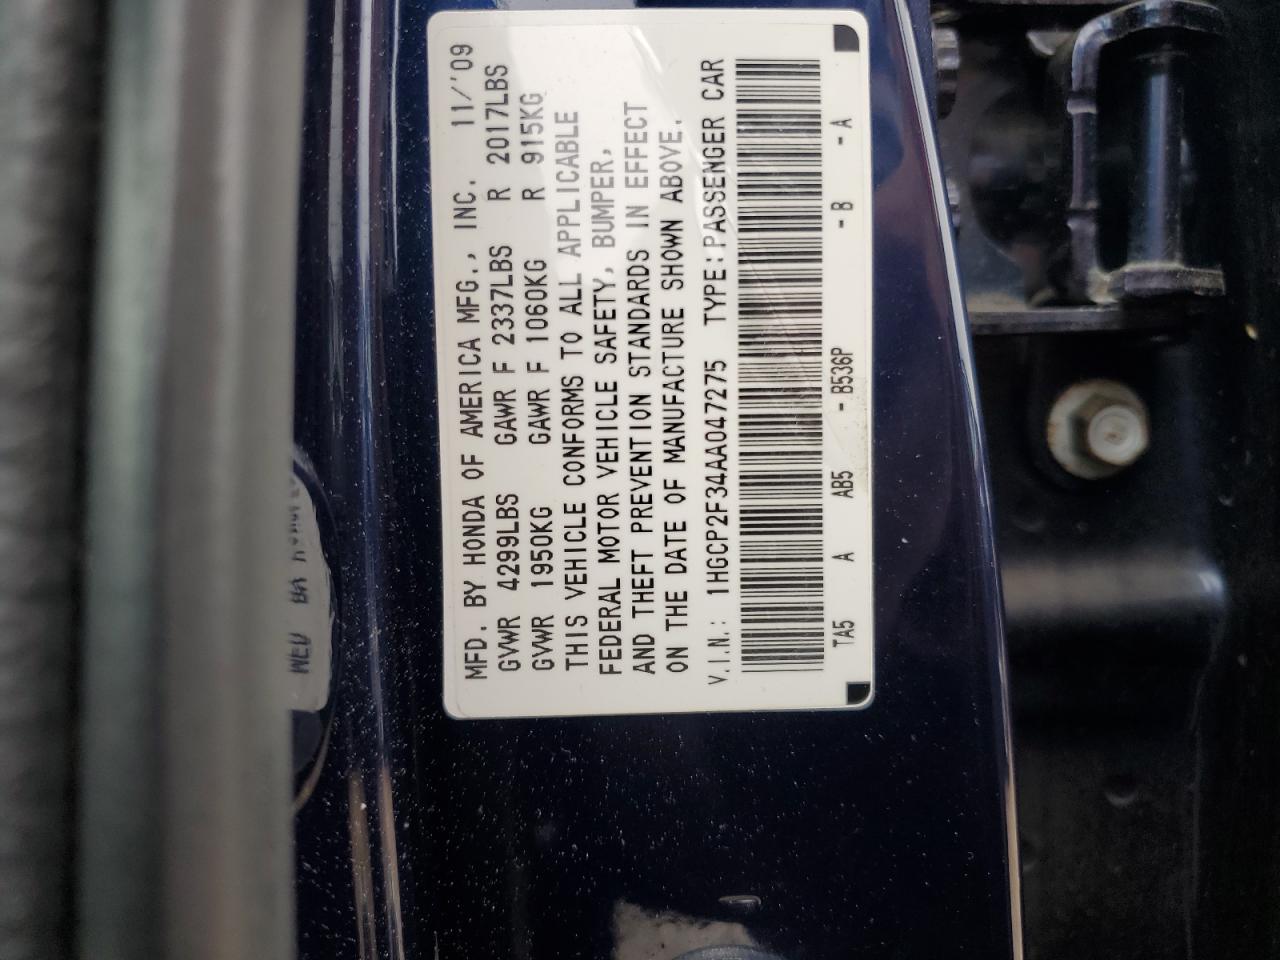 MFD. BY HONDA OF AMERICA MFG., INC. 11/'09
GVWR 4299LBS GAWR F 2337LBS R 2017LBS
GVWR 1950KG GAWR F 1060KG R 915KG
THIS VEHICLE CONFORMS TO ALL APPLICABLE
FEDERAL MOTOR VEHICLE SAFETY, BUMPER,
AND THEFT PREVENTION STANDARDS IN EFFECT
ON THE DATE OF MANUFACTURE SHOWN ABOVE.
V.I.N.: 1HGCP2F34AA047275 TYPE:PASSENGER CAR
TA5 A AB5 - B536P - B - A